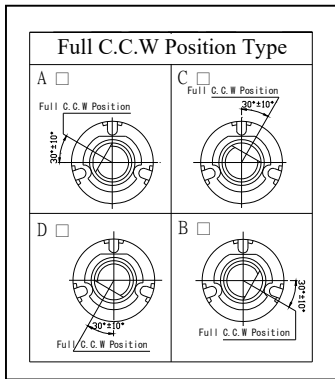 Full C.C.W Position Type
A □
Full C.C.W Position
30°±10°
C □
Full C.C.W Position
30°±10°
D □
30°±10°
Full C.C.W Position
B □
30°±10°
Full C.C.W Position